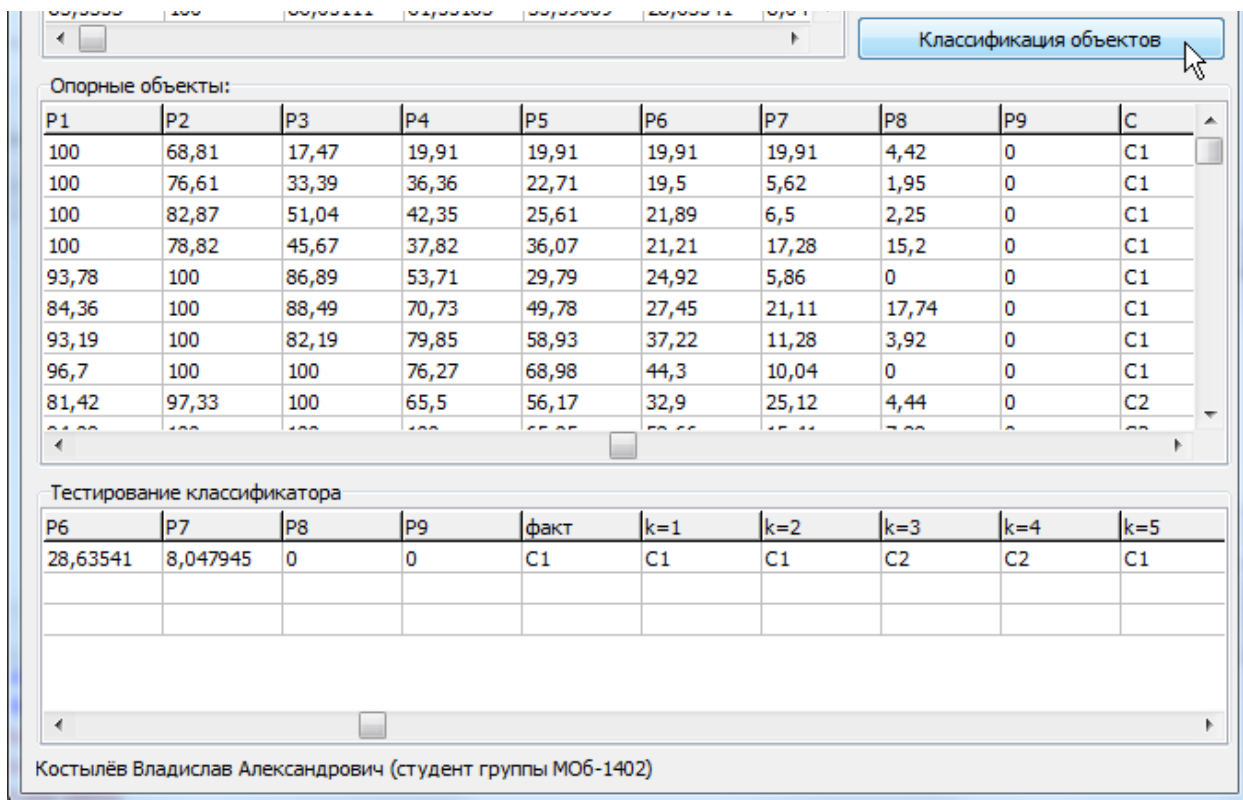 Классификация объектов
Опорные объекты:
P1 P2 P3 P4 P5 P6 P7 P8 P9 C
100 68,81 17,47 19,91 19,91 19,91 19,91 4,42 0 C1
100 76,61 33,39 36,36 22,71 19,5 5,62 1,95 0 C1
100 82,87 51,04 42,35 25,61 21,89 6,5 2,25 0 C1
100 78,82 45,67 37,82 36,07 21,21 17,28 15,2 0 C1
93,78 100 86,89 53,71 29,79 24,92 5,86 0 0 C1
84,36 100 88,49 70,73 49,78 27,45 21,11 17,74 0 C1
93,19 100 82,19 79,85 58,93 37,22 11,28 3,92 0 C1
96,7 100 100 76,27 68,98 44,3 10,04 0 0 C1
81,42 97,33 100 65,5 56,17 32,9 25,12 4,44 0 C2
Тестирование классификатора
P6 P7 P8 P9 факт k=1 k=2 k=3 k=4 k=5
28,63541 8,047945 0 0 C1 C1 C1 C2 C2 C1
Костылёв Владислав Александрович (студент группы МОб-1402)